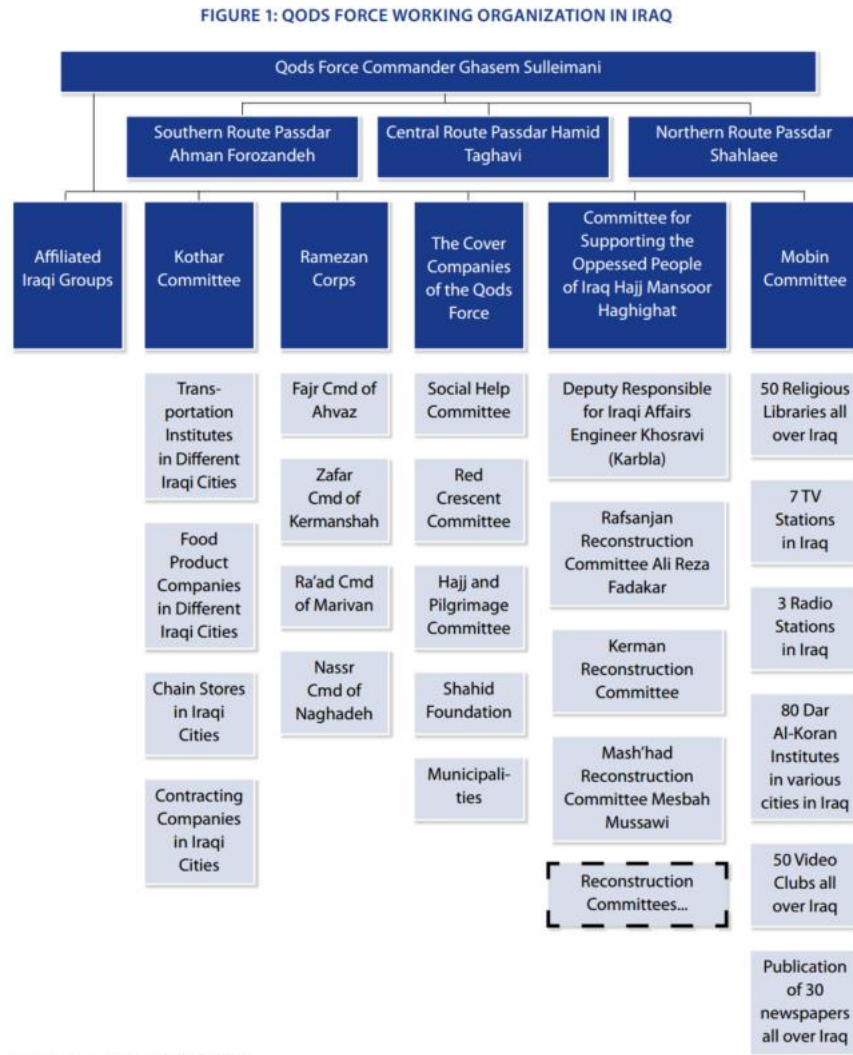 FIGURE 1: QODS FORCE WORKING ORGANIZATION IN IRAQ
Qods Force Commander Ghasem Sulleimani
Southern Route Passdar
Ahman Forozandeh
Central Route Passdar Hamid
Taghavi
Northern Route Passdar
Shahlaee
Affiliated
Iraqi Groups
Kothar
Committee
Ramezan
Corps
The Cover
Companies
of the Qods
Force
Committee for
Supporting the
Oppessed People
of Iraq Hajj Mansoor
Haghighat
Mobin
Committee
Trans-
portation
Institutes
in Different
Iraqi Cities
Food
Product
Companies
in Different
Iraqi Cities
Chain Stores
in Iraqi
Cities
Contracting
Companies
in Iraqi
Cities
Fajr Cmd of
Ahvaz
Zafar
Cmd of
Kermanshah
Ra'ad Cmd
of Marivan
Nassr
Cmd of
Naghadeh
Social Help
Committee
Red
Crescent
Committee
Hajj and
Pilgrimage
Committee
Shahid
Foundation
Municipali-
ties
Deputy Responsible
for Iraqi Affairs
Engineer Khosravi
(Karbla)
Rafsanjan
Reconstruction
Committee Ali Reza
Fadakar
Kerman
Reconstruction
Committee
Mash'had
Reconstruction
Committee Mesbah
Mussawi
Reconstruction
Committees...
50 Religious
Libraries all
over Iraq
7 TV
Stations
in Iraq
3 Radio
Stations
in Iraq
80 Dar
Al-Koran
Institutes
in various
cities in Iraq
50 Video
Clubs all
over Iraq
Publication
of 30
newspapers
all over Iraq